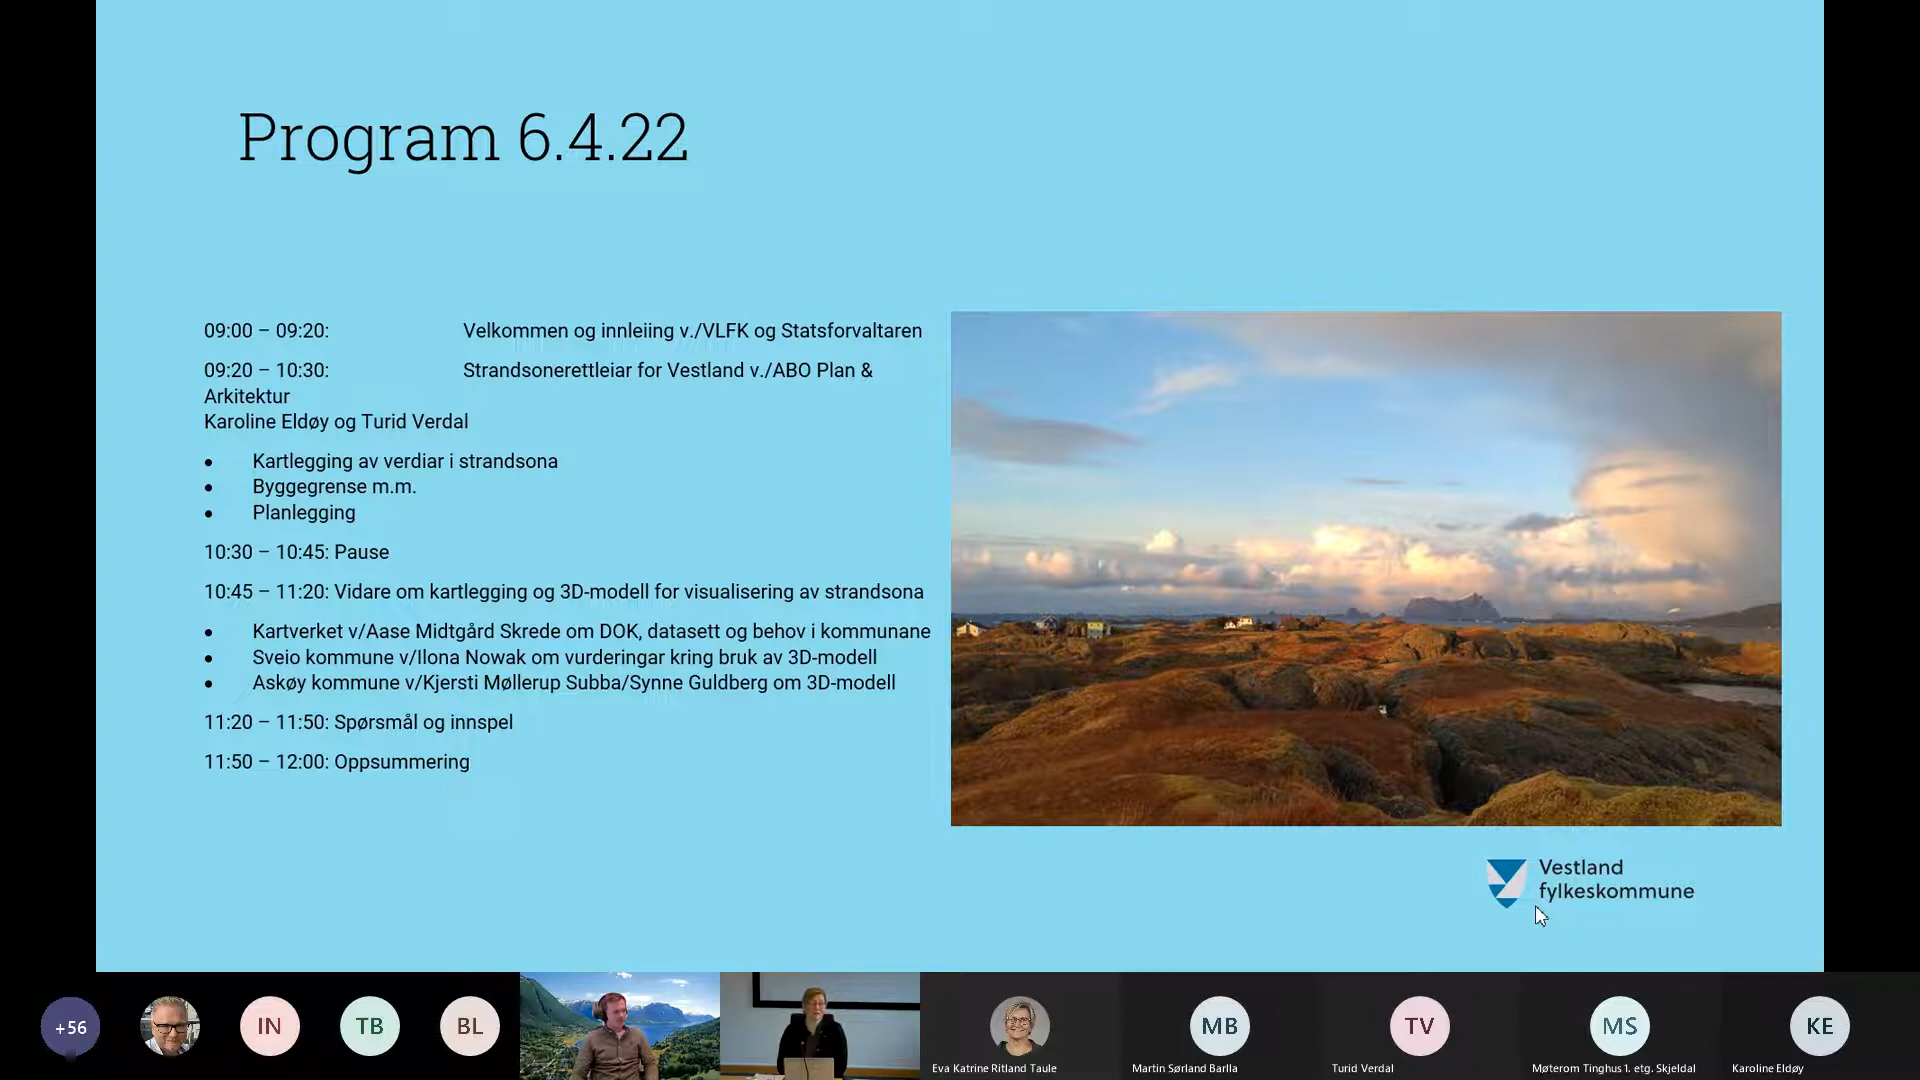 Program 6.4.22
09:00 – 09:20: Velkommen og innleiing v./VLFK og Statsforvaltaren
09:20 – 10:30: Strandsonerettleiar for Vestland v./ABO Plan &
Arkitektur
Karoline Eldøy og Turid Verdal
• Kartlegging av verdiar i strandsona
• Byggegrense m.m.
• Planlegging
10:30 – 10:45: Pause
10:45 – 11:20: Vidare om kartlegging og 3D-modell for visualisering av strandsona
• Kartverket v/Aase Midtgård Skrede om DOK, datasett og behov i kommunane
• Sveio kommune v/Ilona Nowak om vurderingar kring bruk av 3D-modell
• Askøy kommune v/Kjersti Møllerup Subba/Synne Guldberg om 3D-modell
11:20 – 11:50: Spørsmål og innspel
11:50 – 12:00: Oppsummering
Vestland
fylkeskommune
+56
IN
TB
BL
Eva Katrine Ritland Taule
MB
Martin Sørland Barlla
TV
Turid Verdal
MS
Møterom Tinghus 1. etg. Skjeldal
KE
Karoline Eldøy